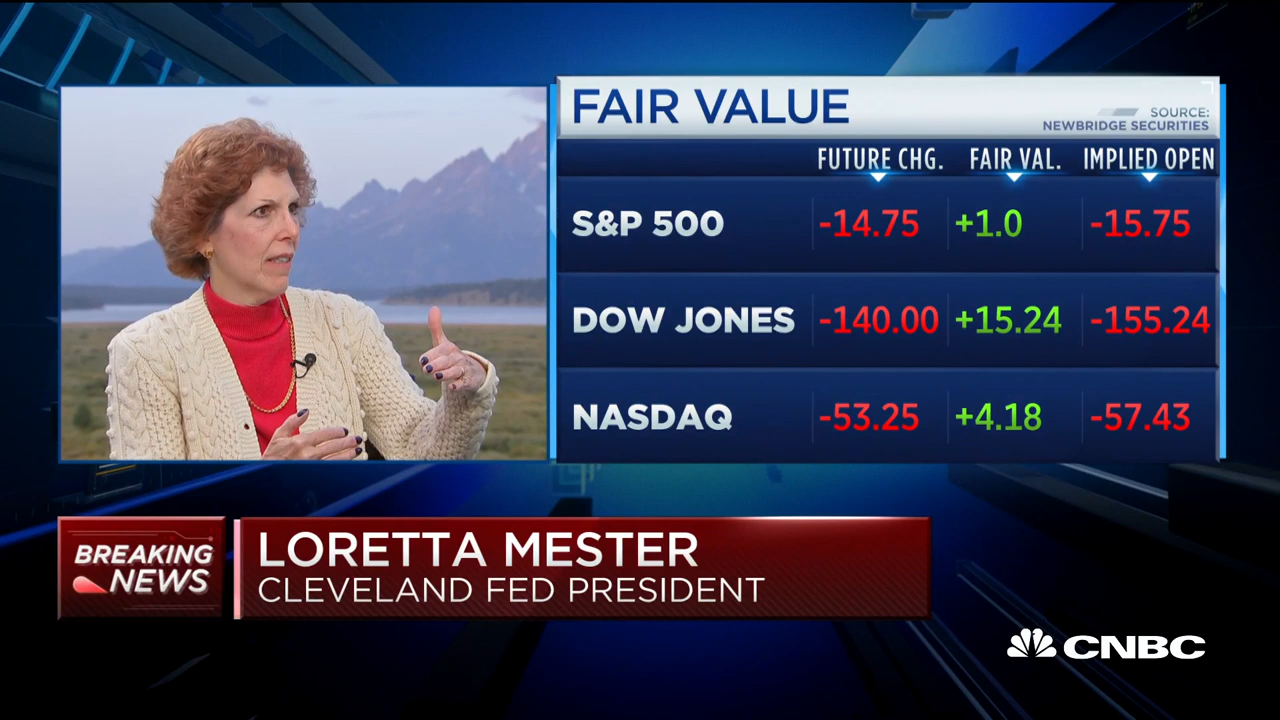 FAIR VALUE
SOURCE:
NEWBRIDGE SECURITIES
FUTURE CHG. FAIR VAL. IMPLIED OPEN
S&P 500 -14.75 +1.0 -15.75
DOW JONES -140.00 +15.24 -155.24
NASDAQ -53.25 +4.18 -57.43
BREAKING
NEWS
LORETTA MESTER
CLEVELAND FED PRESIDENT
CNBC